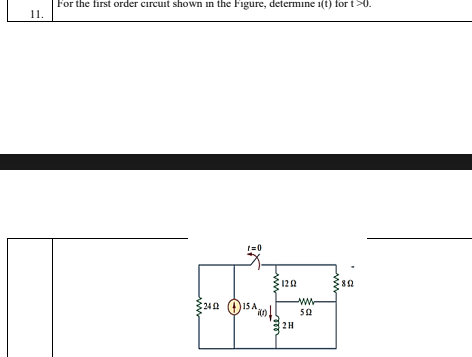 For the first order circuit shown in the Figure, determine i(t) for t >0.
11.
t=0
12 Ω
8 Ω
24 Ω
15 A
i(t)
5 Ω
2 H